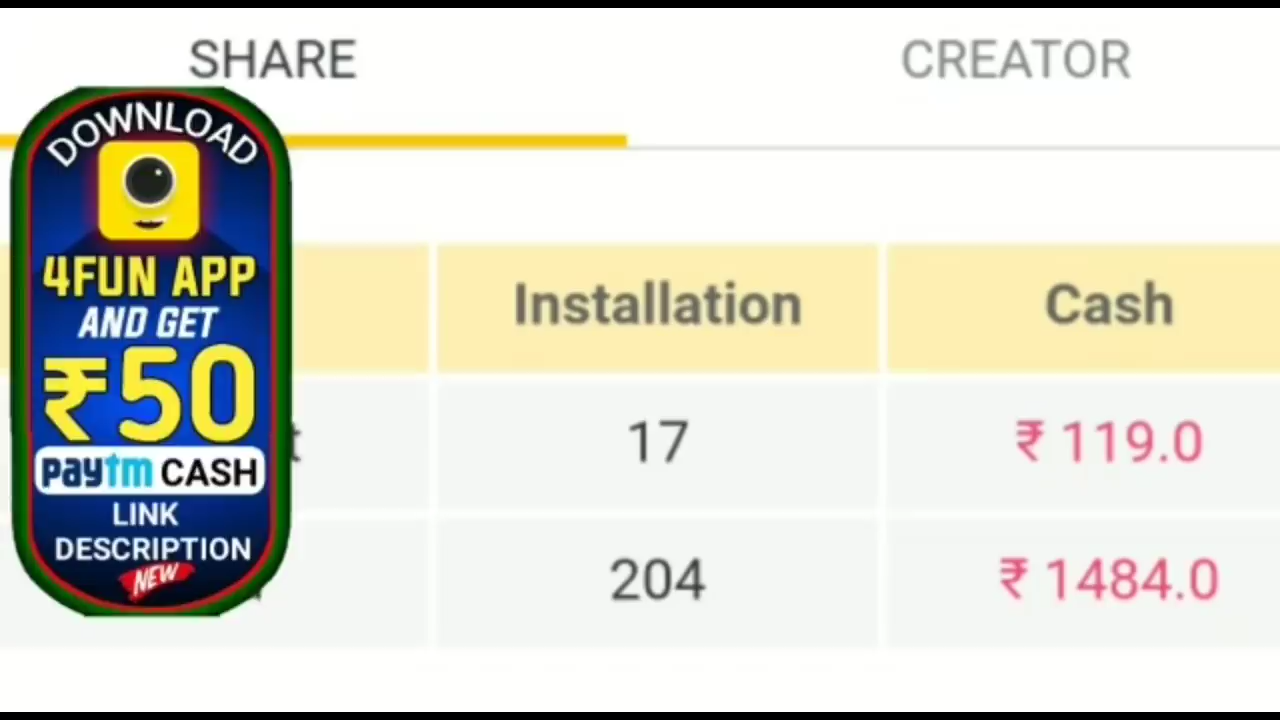 SHARE CREATOR
DOWNLOAD
4FUN APP
AND GET
₹50
paytm CASH
LINK
DESCRIPTION
NEW
Installation Cash
17 ₹ 119.0
204 ₹ 1484.0